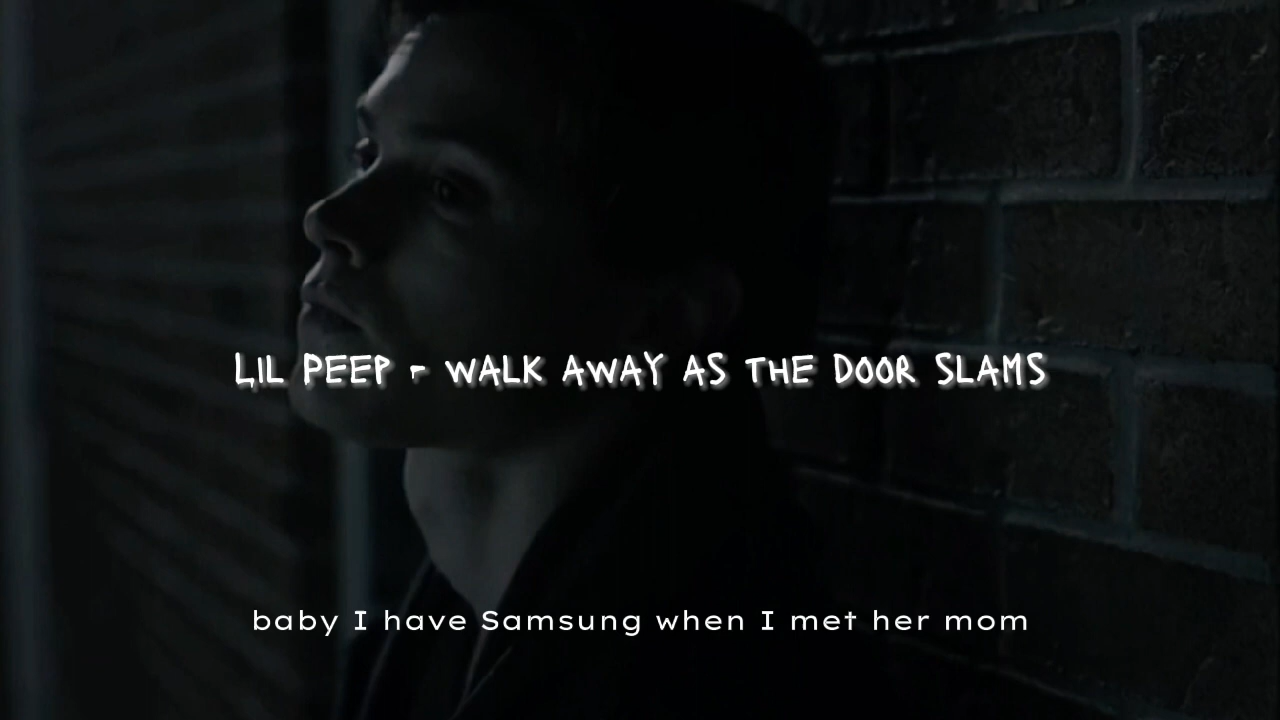 LIL PEEP - WALK AWAY AS THE DOOR SLAMS
baby I have Samsung when I met her mom